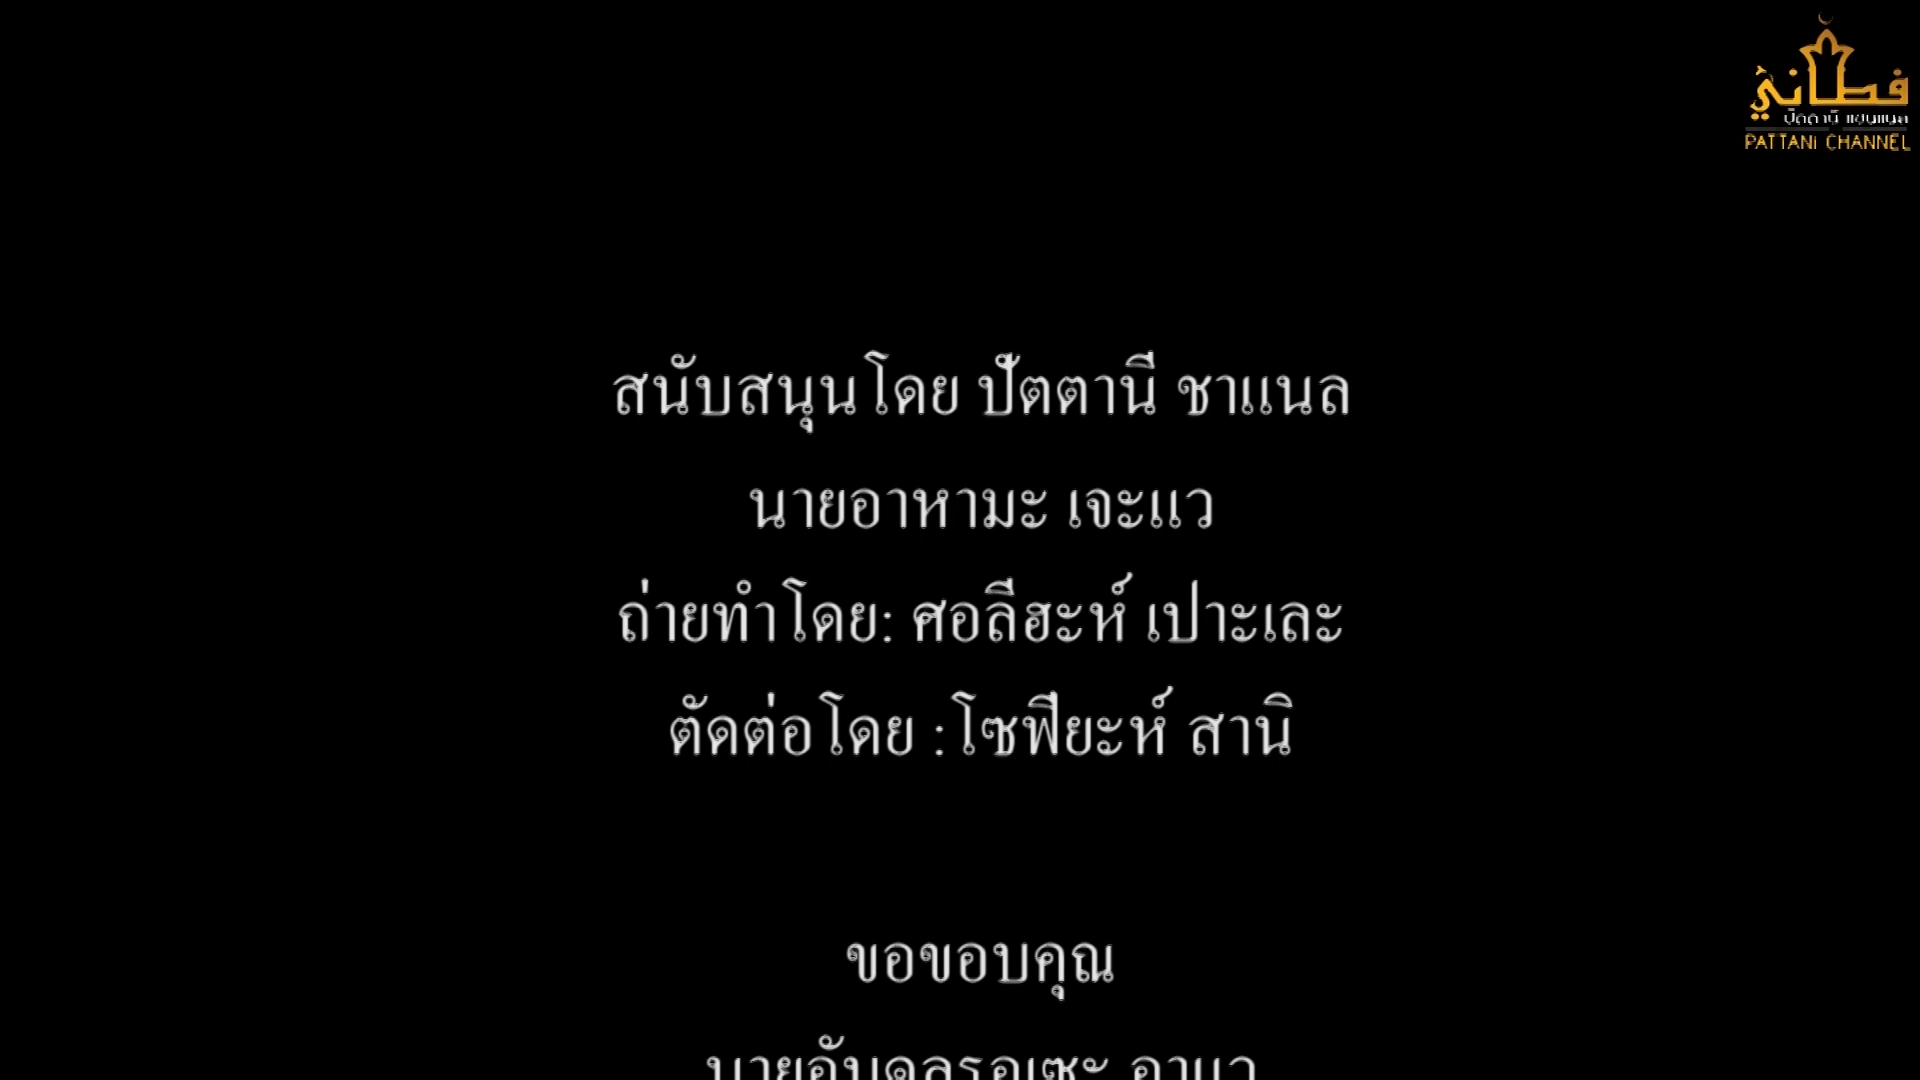 فطاني
ปัตตานี แชนแนล
PATTANI CHANNEL
สนับสนุนโดย ปัตตานี ชาแนล
นายอาหามะ เจะแว
ถ่ายทำโดย: ศอลีฮะห์ เปาะเละ
ตัดต่อโดย :โซฟียะห์ สานิ
ขอขอบคุณ